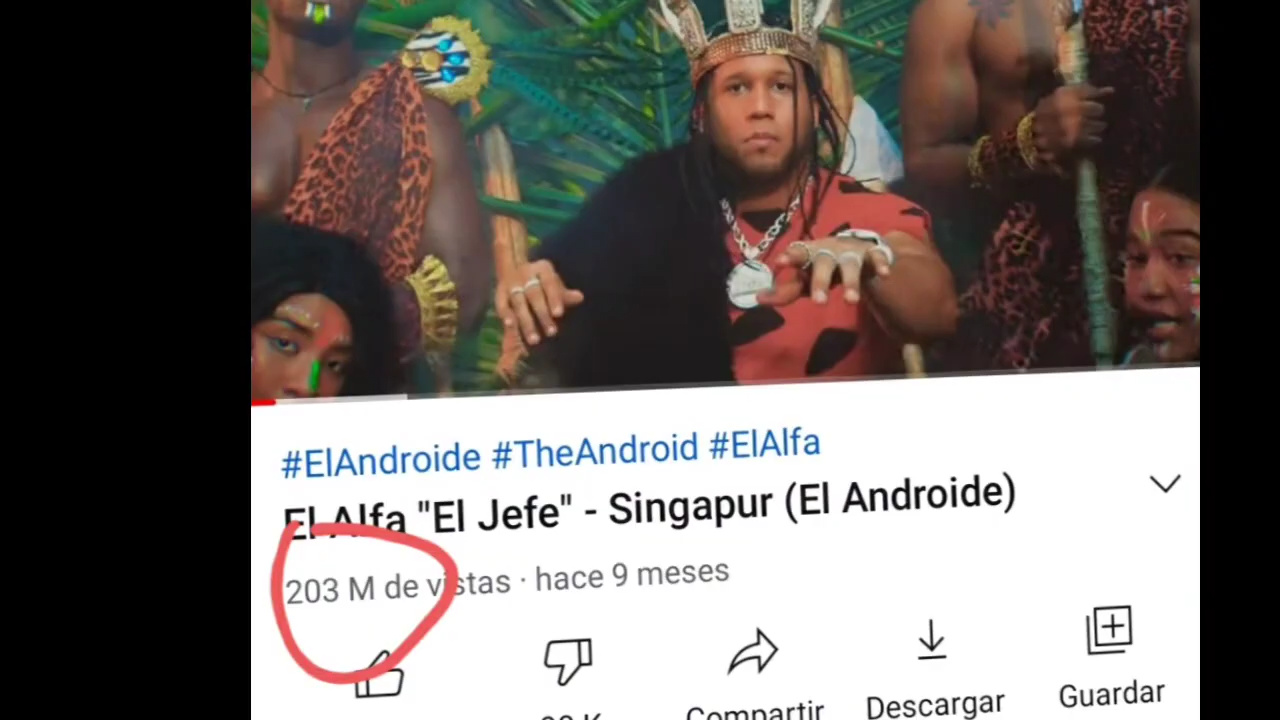 #ElAndroide #TheAndroid #ElAlfa
El Alfa "El Jefe" - Singapur (El Androide)
203 M de vistas · hace 9 meses
Compartir
Descargar
Guardar